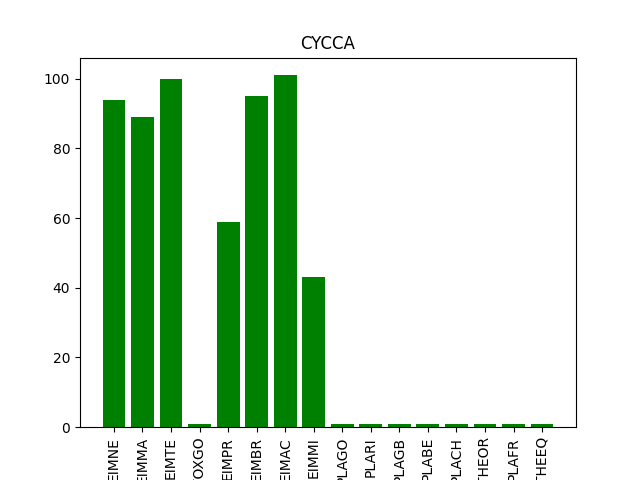 CYCCA
100
80
60
40
20
0
EIMNE
EIMMA
EIMTE
OXGO
EIMPR
EIMBR
EIMAC
EIMMI
PLAGO
PLARI
PLAGB
PLABE
PLACH
THEOR
PLAFR
THEEQ